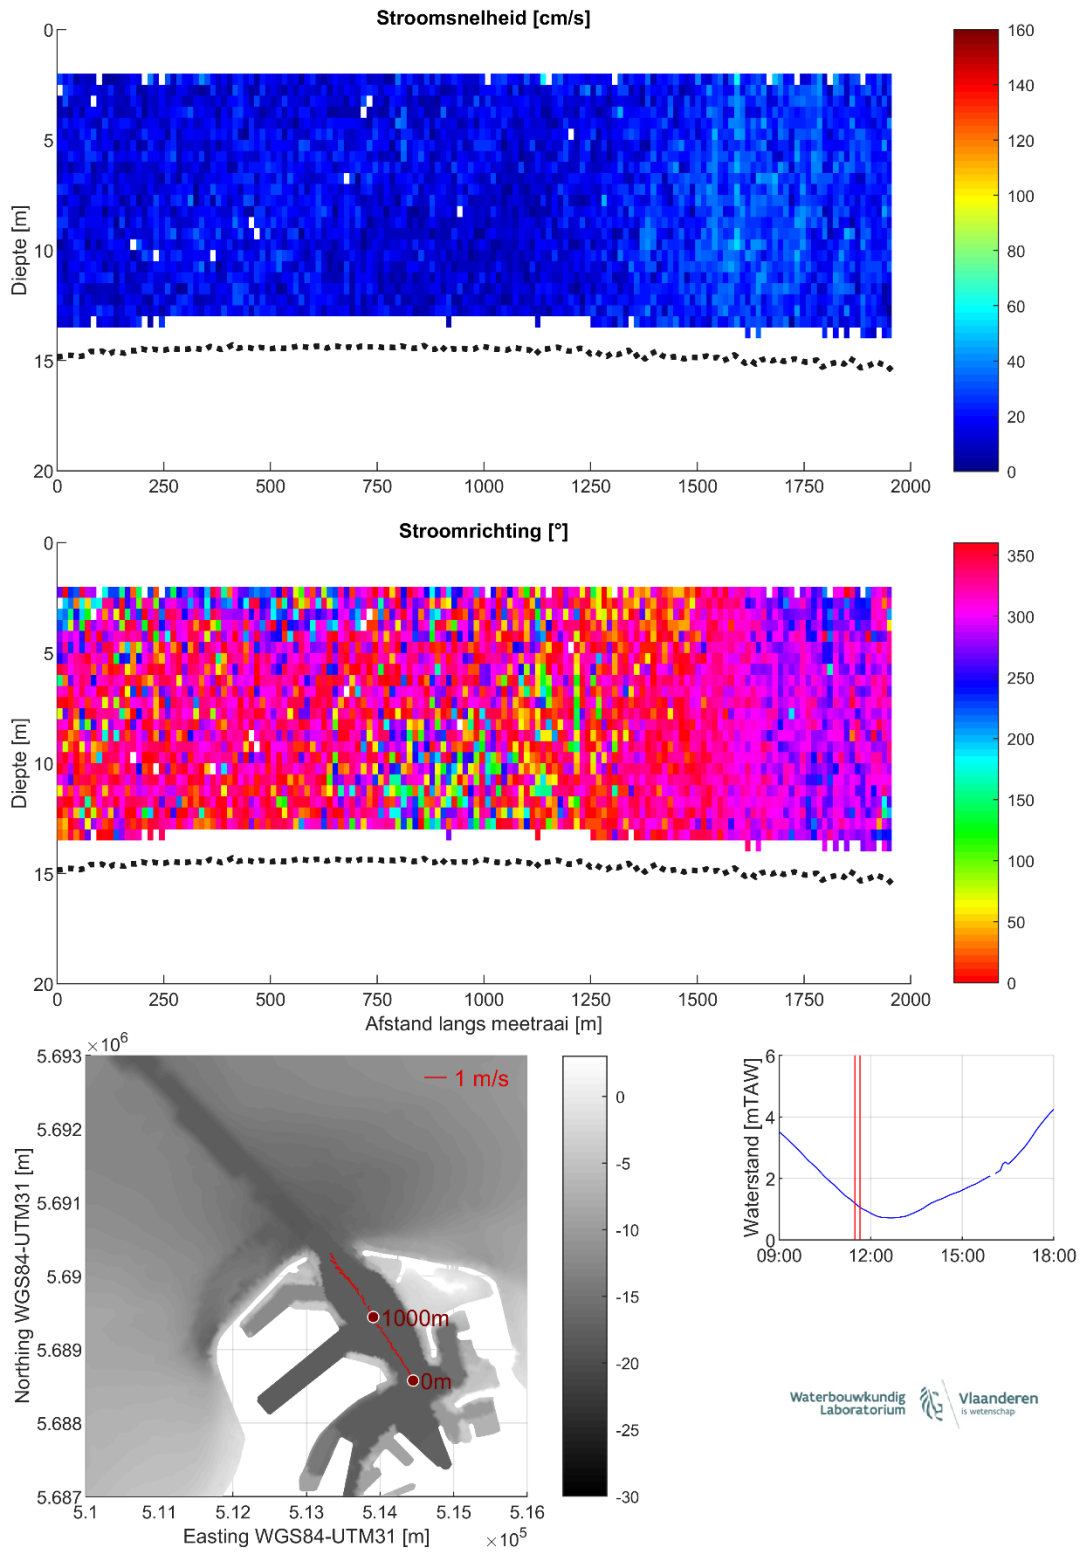 Stroomsnelheid [cm/s]
0
5
10
15
20
Diepte [m]
0 250 500 750 1000 1250 1500 1750 2000
160
140
120
100
80
60
40
20
0
Stroomrichting [°]
0
5
10
15
20
Diepte [m]
0 250 500 750 1000 1250 1500 1750 2000
Afstand langs meetraai [m]
350
300
250
200
150
100
50
0
×10⁶
5.693
5.692
5.691
5.69
5.689
5.688
5.687
Northing WGS84-UTM31 [m]
1 m/s
1000m
0m
5.1 5.11 5.12 5.13 5.14 5.15 5.16
Easting WGS84-UTM31 [m]
×10⁵
0
-5
-10
-15
-20
-25
-30
Waterstand [mTAW]
6
4
2
0
09:00 12:00 15:00 18:00
Waterbouwkundig
Laboratorium
Vlaanderen
is wetenschap